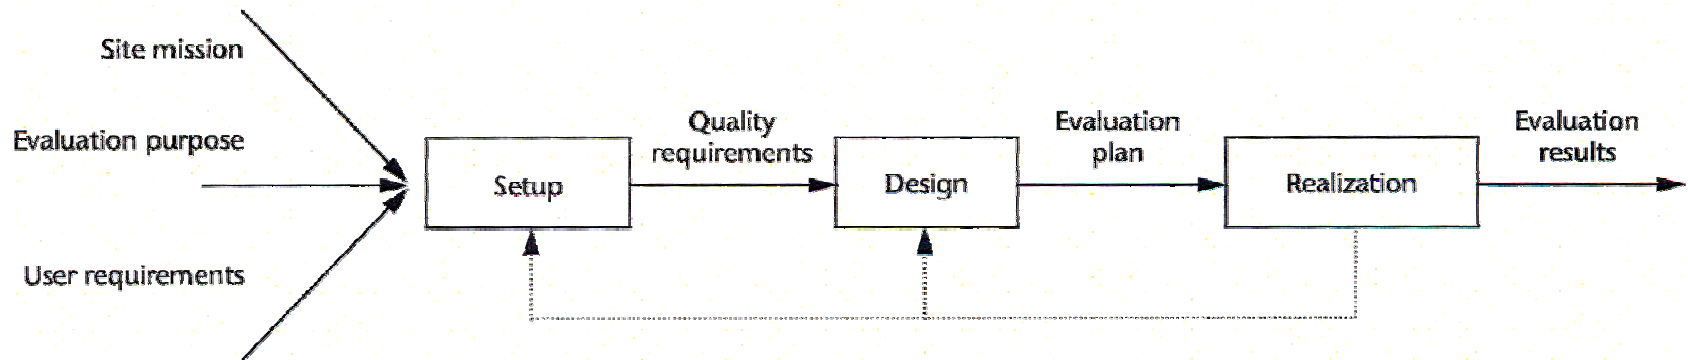 Site mission
Evaluation purpose
User requirements
Setup
Quality
requirements
Design
Evaluation
plan
Realization
Evaluation
results